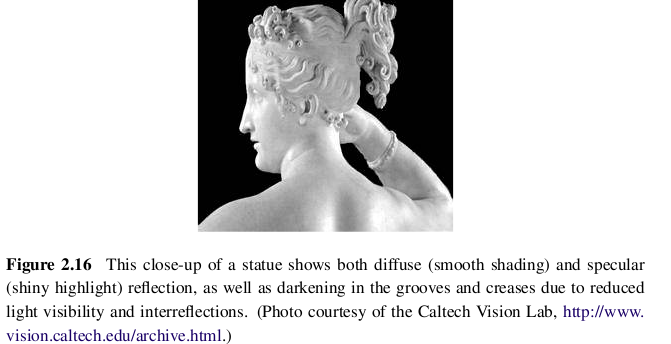 Figure 2.16 This close-up of a statue shows both diffuse (smooth shading) and specular
(shiny highlight) reflection, as well as darkening in the grooves and creases due to reduced
light visibility and interreflections. (Photo courtesy of the Caltech Vision Lab, http://www.
vision.caltech.edu/archive.html.)